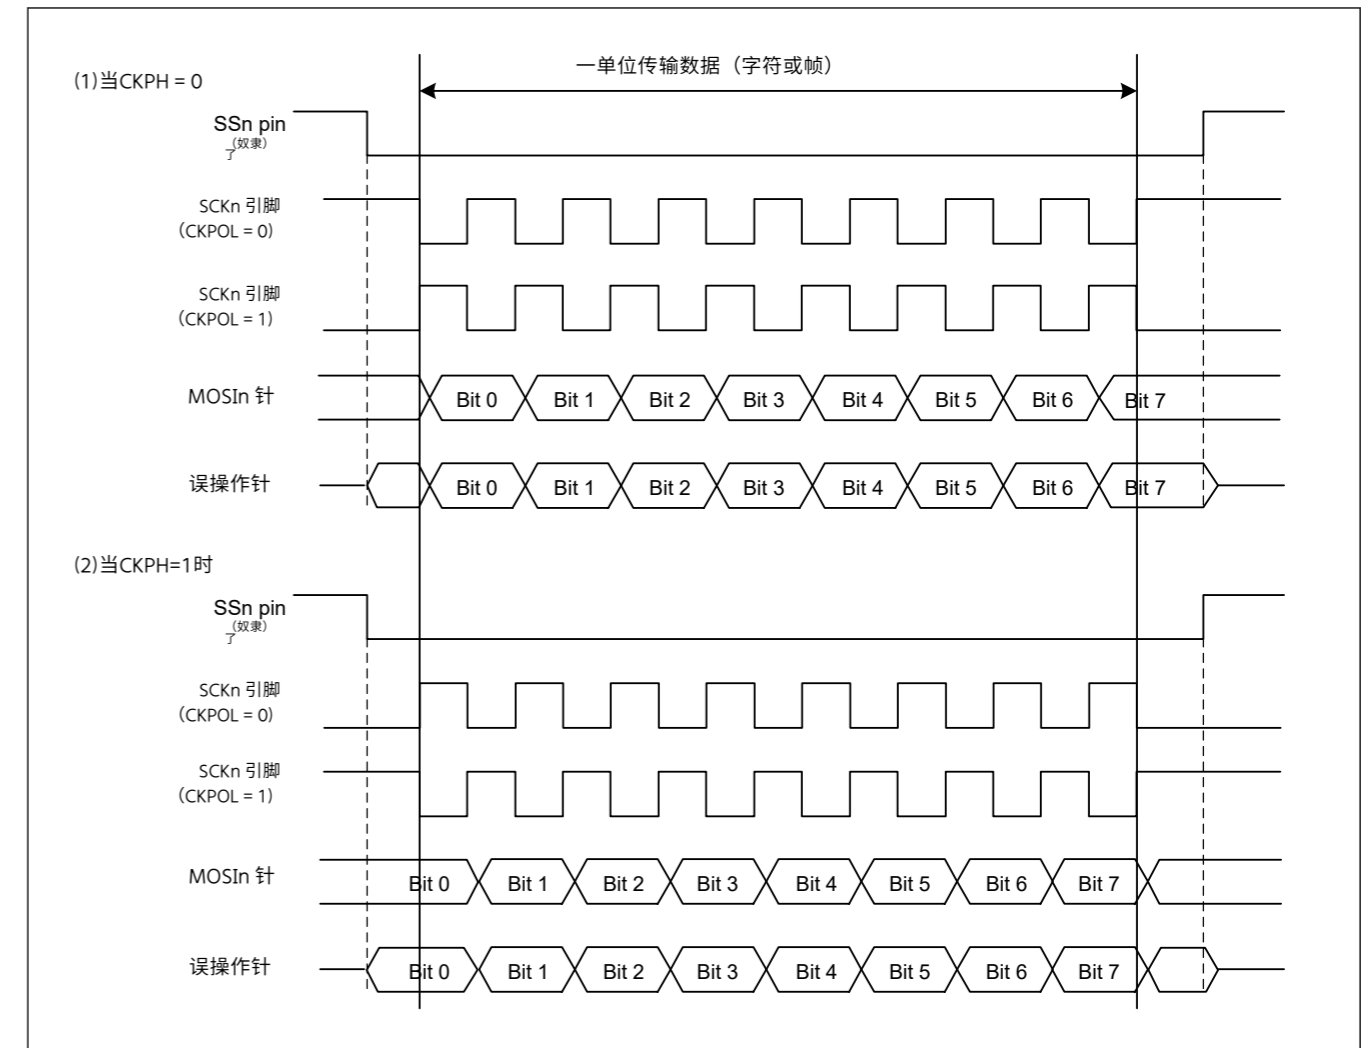 一单位传输数据（字符或帧）
(1)当CKPH = 0
SSn pin
（奴隶）
了
SCKn 引脚
（CKPOL = 0)
SCKn 引脚
（CKPOL = 1)
MOSIn 针
Bit 0 Bit 1 Bit 2 Bit 3 Bit 4 Bit 5 Bit 6 Bit 7
误操作针
Bit 0 Bit 1 Bit 2 Bit 3 Bit 4 Bit 5 Bit 6 Bit 7
(2)当CKPH=1时
SSn pin
（奴隶）
了
SCKn 引脚
（CKPOL = 0)
SCKn 引脚
（CKPOL = 1)
MOSIn 针
Bit 0 Bit 1 Bit 2 Bit 3 Bit 4 Bit 5 Bit 6 Bit 7
误操作针
Bit 0 Bit 1 Bit 2 Bit 3 Bit 4 Bit 5 Bit 6 Bit 7